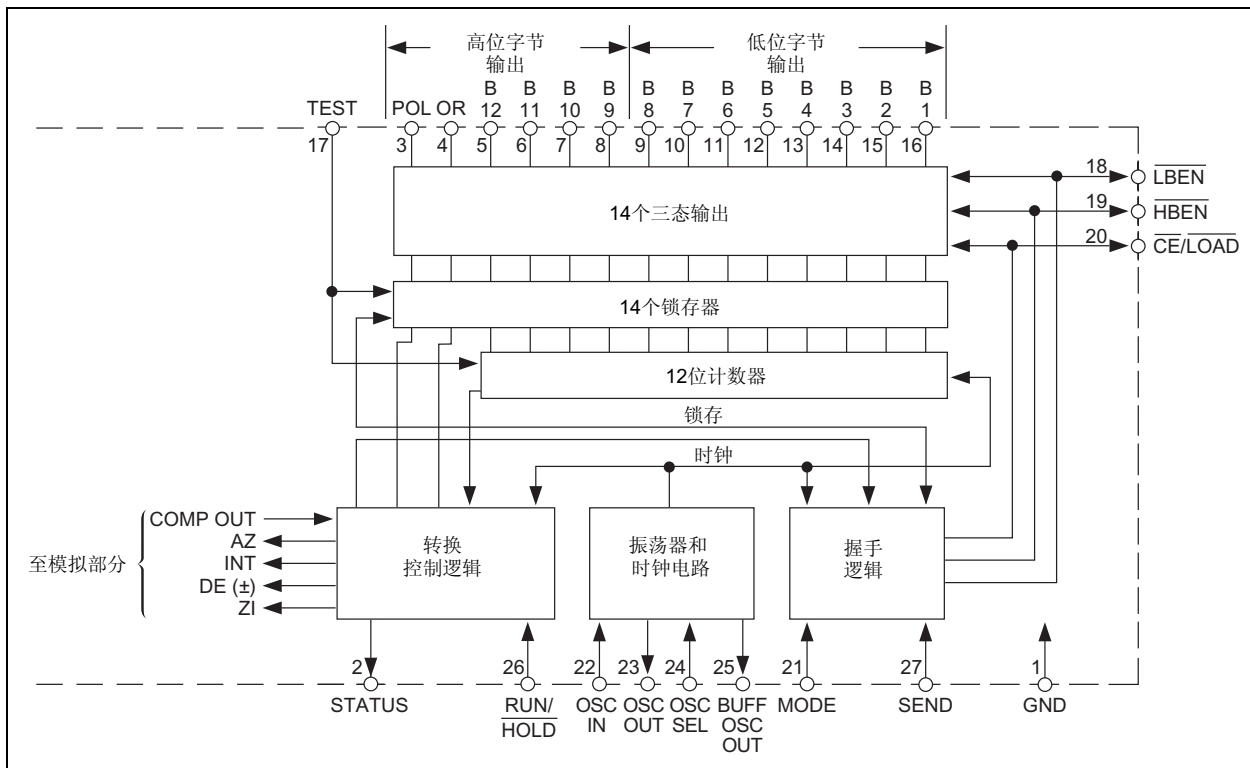 高位字节
输出
低位字节
输出
B B B B B B B B B B B B
TEST POL OR 12 11 10 9 8 7 6 5 4 3 2 1
17 3 4 5 6 7 8 9 10 11 12 13 14 15 16
14个三态输出
18 LBEN
19 HBEN
20 CE/LOAD
14个锁存器
12位计数器
锁存
时钟
至模拟部分
COMP OUT
AZ
INT
DE (±)
ZI
转换
控制逻辑
振荡器和
时钟电路
握手
逻辑
2 26 22 23 24 25 21 27 1
STATUS
RUN/
HOLD
OSC
IN
OSC
OUT
OSC
SEL
BUFF
OSC
OUT
MODE
SEND
GND